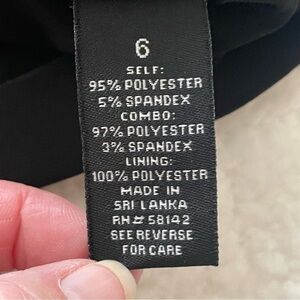 6
SELF:
95% POLYESTER
5% SPANDEX
COMBO:
97% POLYESTER
3% SPANDEX
LINING:
100% POLYESTER
MADE IN
SRI LANKA
RN# 58142
SEE REVERSE
FOR CARE